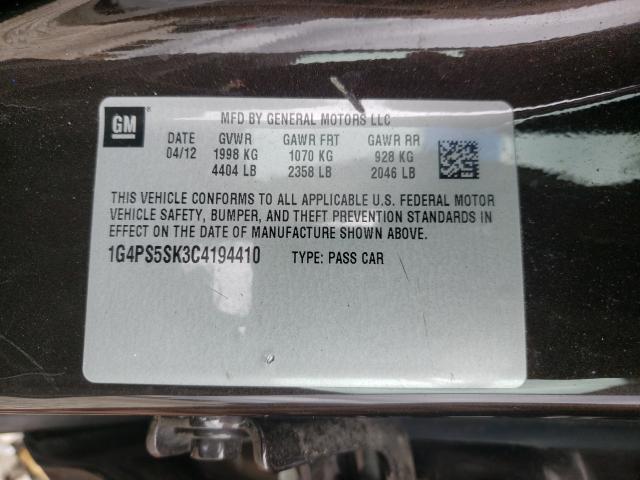 GM ®
MFD BY GENERAL MOTORS LLC
DATE GVWR GAWR FRT GAWR RR
04/12 1998 KG 1070 KG 928 KG
4404 LB 2358 LB 2046 LB
THIS VEHICLE CONFORMS TO ALL APPLICABLE U.S. FEDERAL MOTOR
VEHICLE SAFETY, BUMPER, AND THEFT PREVENTION STANDARDS IN
EFFECT ON THE DATE OF MANUFACTURE SHOWN ABOVE.
1G4PS5SK3C4194410 TYPE: PASS CAR